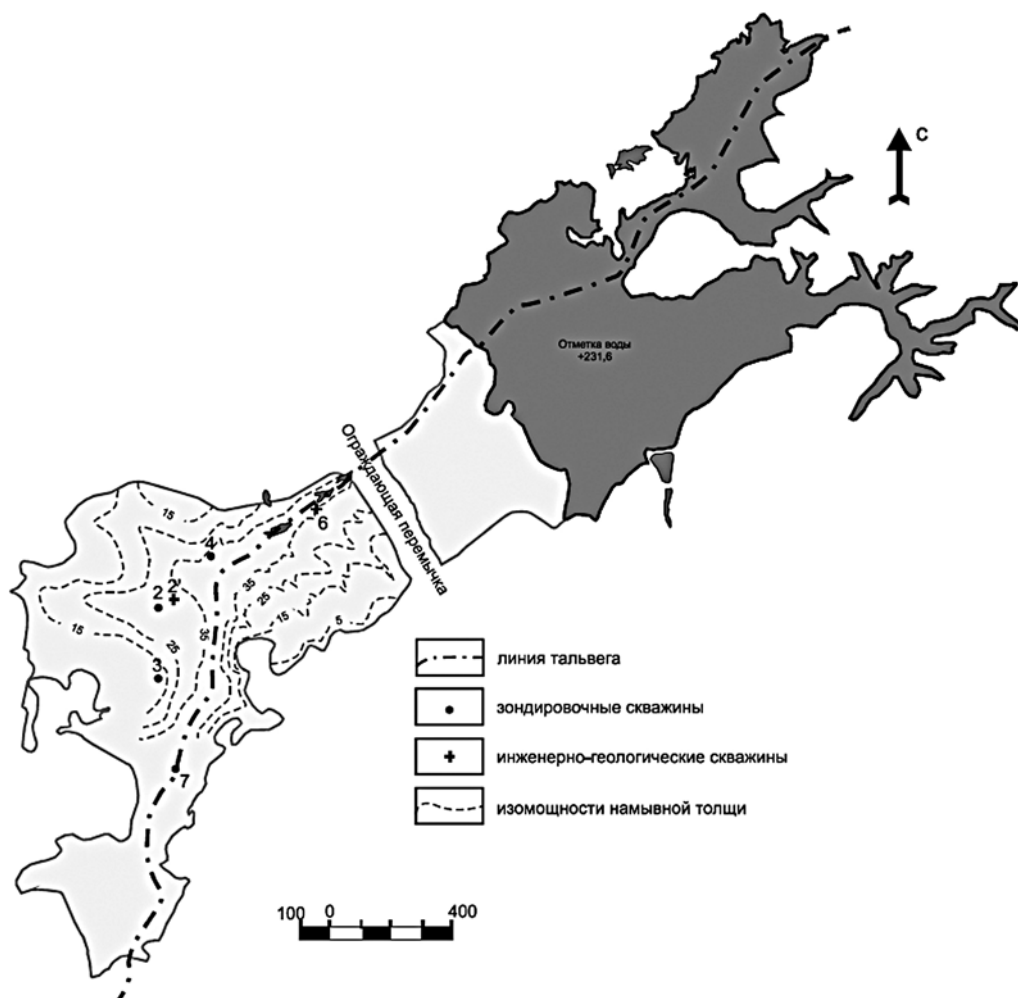 С
Отметка воды
+231,6
Ограждающая перемычка
15
6
4
35
2
2'
25
15
5
15
35
25
3
7
линия тальвега
зондировочные скважины
инженерно-геологические скважины
изомощности намывной толщи
100 0 400